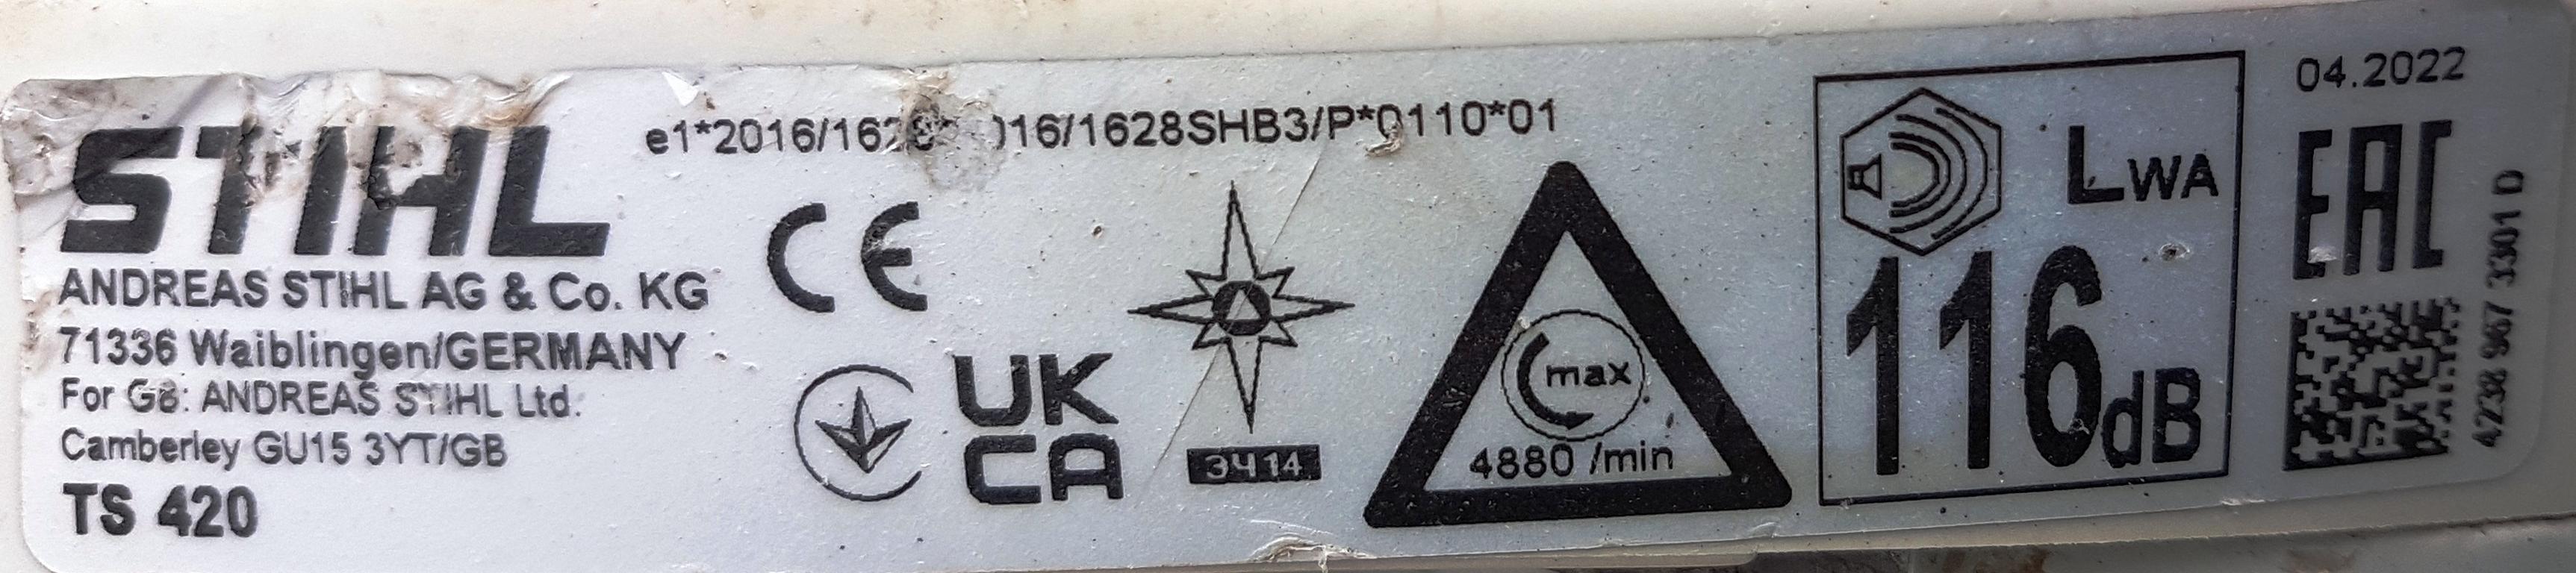 STIHL
ANDREAS STIHL AG & Co. KG
71336 Waiblingen/GERMANY
For GB: ANDREAS STIHL Ltd.
Camberley GU15 3YT/GB
TS 420
e1*2016/1628*2016/1628SHB3/P*0110*01
CE
UK
CA
ЗЧ14
max
4880 /min
LWA
116dB
04.2022
EAC
4238 967 3301 D